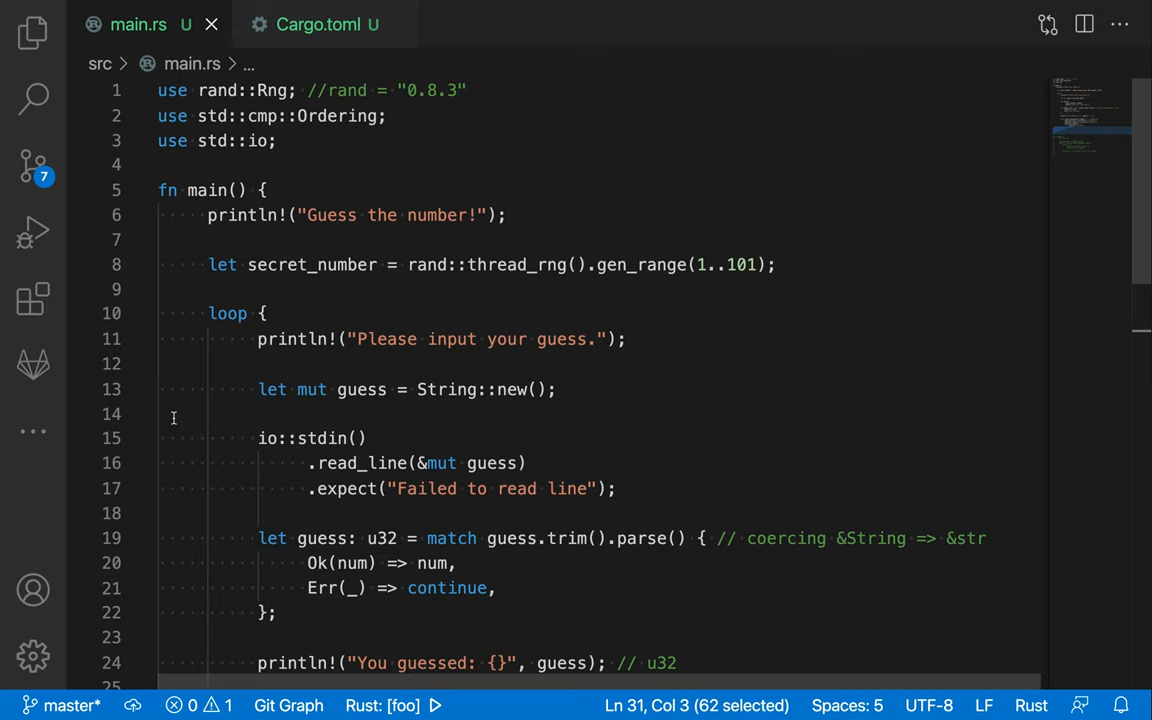 main.rs U Cargo.toml U
src > main.rs > ...
1 use rand::Rng; //rand = "0.8.3"
2 use std::cmp::Ordering;
3 use std::io;
4
5 fn main() {
6 println!("Guess the number!");
7
8 let secret_number = rand::thread_rng().gen_range(1..101);
9
10 loop {
11 println!("Please input your guess.");
12
13 let mut guess = String::new();
14
15 io::stdin()
16 .read_line(&mut guess)
17 .expect("Failed to read line");
18
19 let guess: u32 = match guess.trim().parse() { // coercing &String => &str
20 Ok(num) => num,
21 Err(_) => continue,
22 };
23
24 println!("You guessed: {}", guess); // u32
25
7
master* 0 1 Git Graph Rust: [foo] Ln 31, Col 3 (62 selected) Spaces: 5 UTF-8 LF Rust